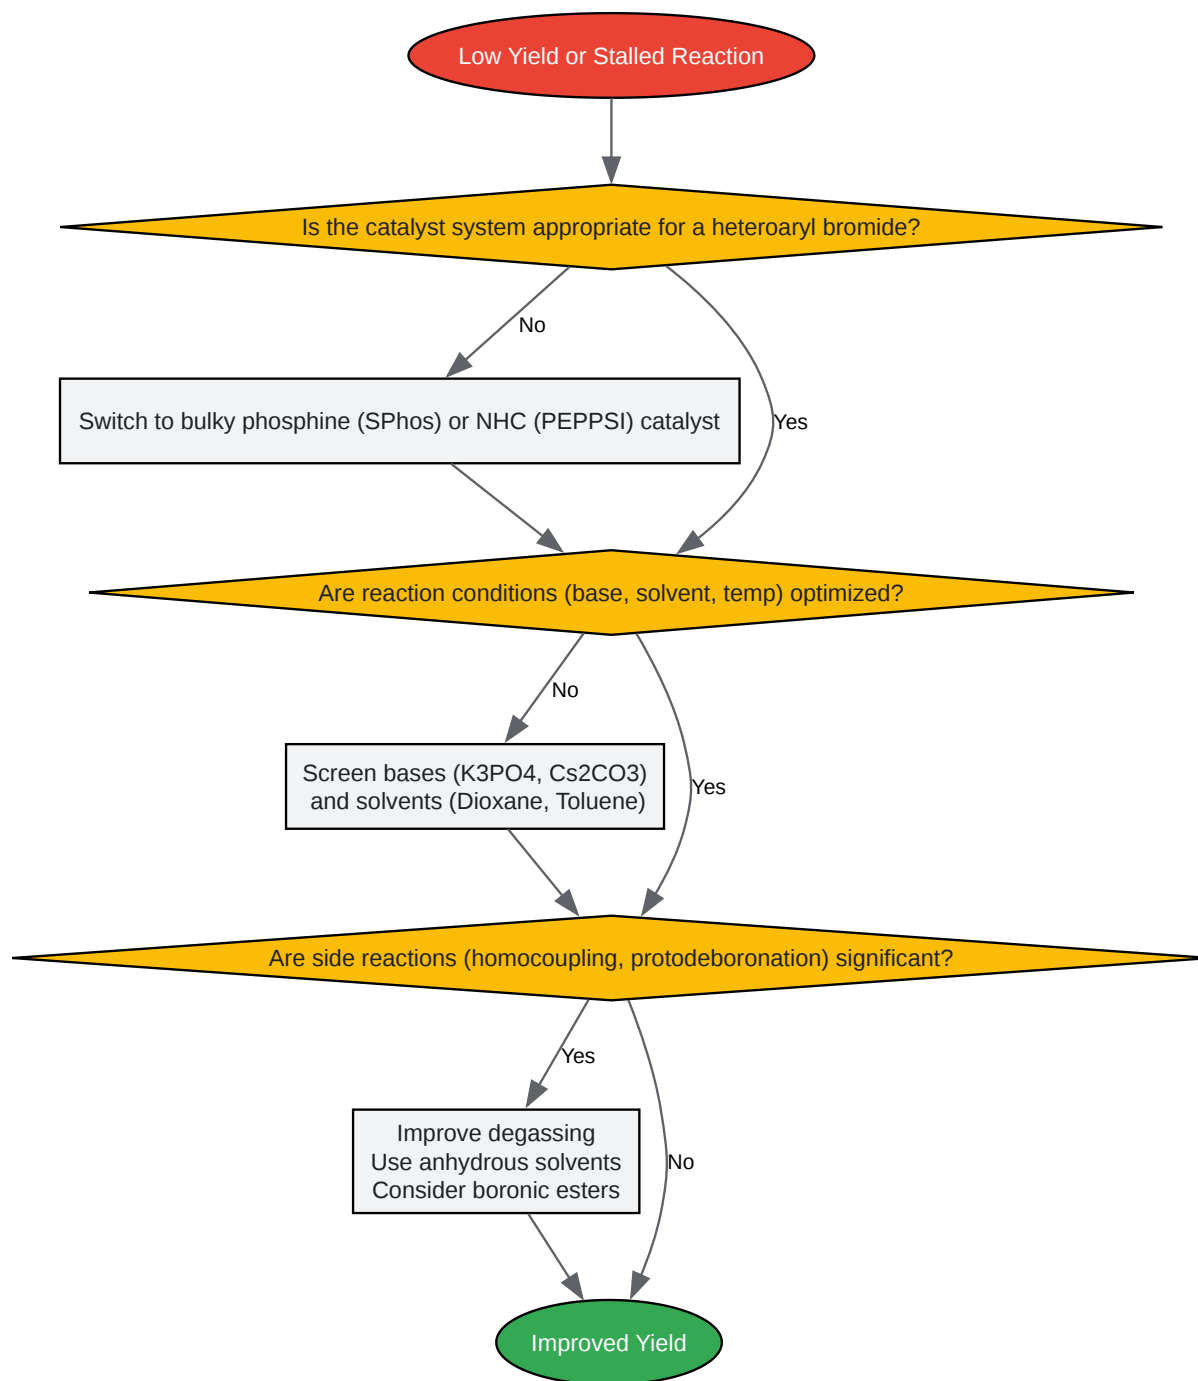 Low Yield or Stalled Reaction
Is the catalyst system appropriate for a heteroaryl bromide?
No
Switch to bulky phosphine (SPhos) or NHC (PEPPSI) catalyst
Yes
Are reaction conditions (base, solvent, temp) optimized?
No
Screen bases (K3PO4, Cs2CO3)
and solvents (Dioxane, Toluene)
Yes
Are side reactions (homocoupling, protodeboronation) significant?
Yes
Improve degassing
Use anhydrous solvents
Consider boronic esters
No
Improved Yield